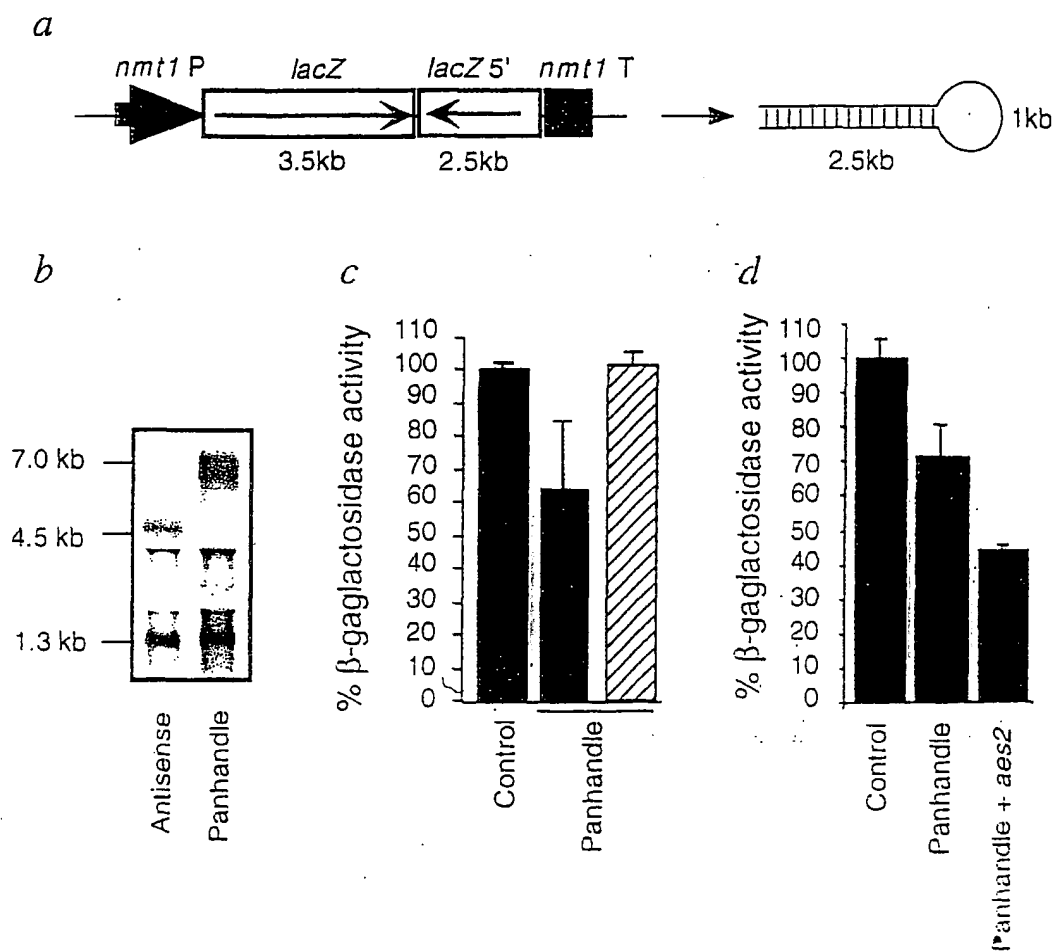 a
nmt1 P lacZ lacZ 5' nmt1 T
3.5kb 2.5kb
2.5kb
1kb
b
7.0 kb
4.5 kb
1.3 kb
Antisense
Panhandle
c
% β-gaglactosidase activity
110
100
90
80
70
60
50
40
30
20
10
0
Control
Panhandle
d
% β-gaglactosidase activity
110
100
90
80
70
60
50
40
30
20
10
0
Control
Panhandle
Panhandle + aes2